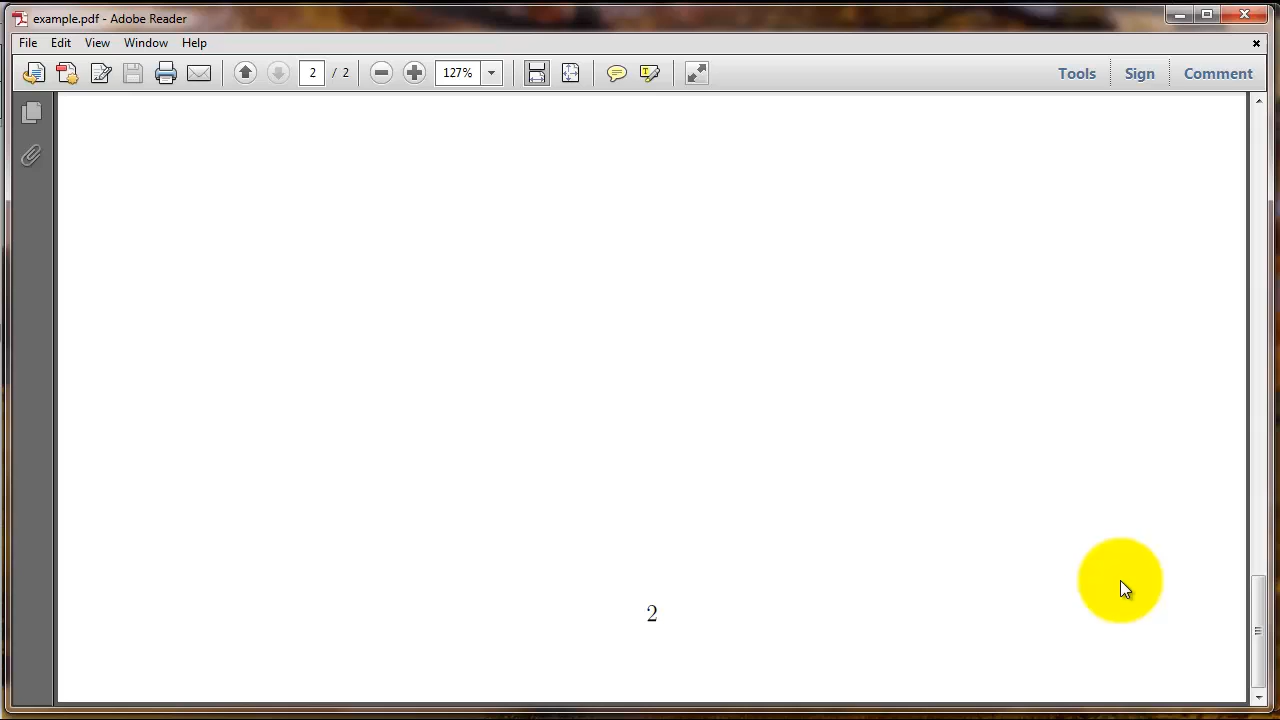 example.pdf - Adobe Reader
File Edit View Window Help
2 / 2 127% Tools Sign Comment
2